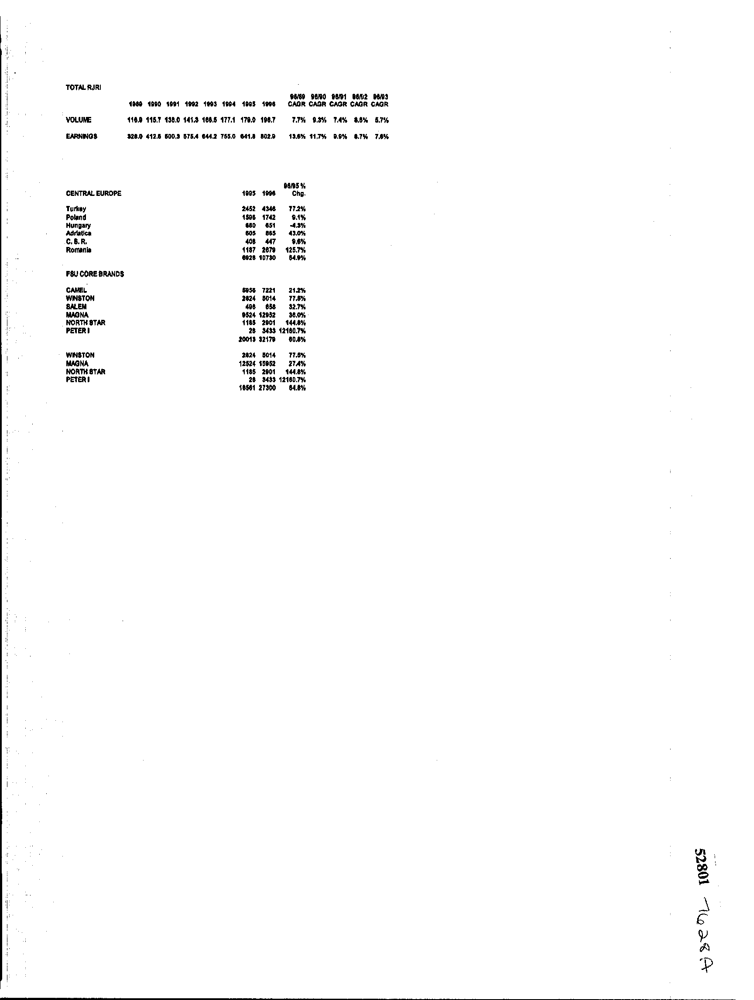 TOTAL RJRI
96/89 96/90 96/91 96/92 96/93
1989 1990 1991 1992 1993 1994 1995 1996 CAGR CAGR CAGR CAGR CAGR
VOLUME 116.9 115.7 138.0 141.3 166.5 177.1 179.0 196.7 7.7% 9.3% 7.4% 8.6% 5.7%
EARNINGS 328.0 412.8 500.3 575.4 644.2 755.0 641.8 802.9 13.6% 11.7% 9.9% 8.7% 7.6%
96/95 %
CENTRAL EUROPE 1995 1996 Chg.
Turkey 2452 4346 77.2%
Poland 1596 1742 9.1%
Hungary 680 651 -4.3%
Adriatica 605 865 43.0%
C. B. R. 408 447 9.6%
Romania 1187 2679 125.7%
6928 10730 54.9%
FSU CORE BRANDS
CAMEL 5956 7221 21.2%
WINSTON 2824 5014 77.5%
SALEM 496 658 32.7%
MAGNA 9524 12952 36.0%
NORTH STAR 1185 2901 144.8%
PETER I 28 3433 12160.7%
20013 32179 60.8%
WINSTON 2824 5014 77.5%
MAGNA 12524 15952 27.4%
NORTH STAR 1185 2901 144.8%
PETER I 28 3433 12160.7%
16561 27300 64.8%
52801 7628A